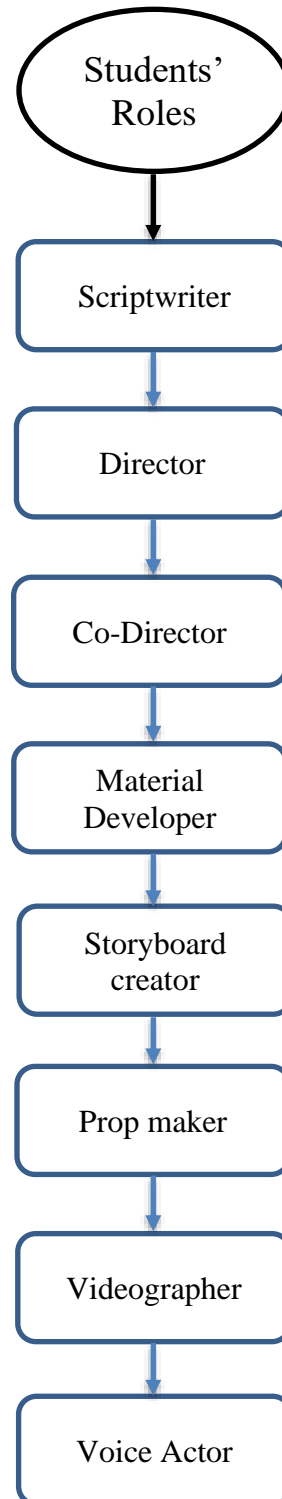 Students’
Roles
Scriptwriter
Director
Co-Director
Material
Developer
Storyboard
creator
Prop maker
Videographer
Voice Actor